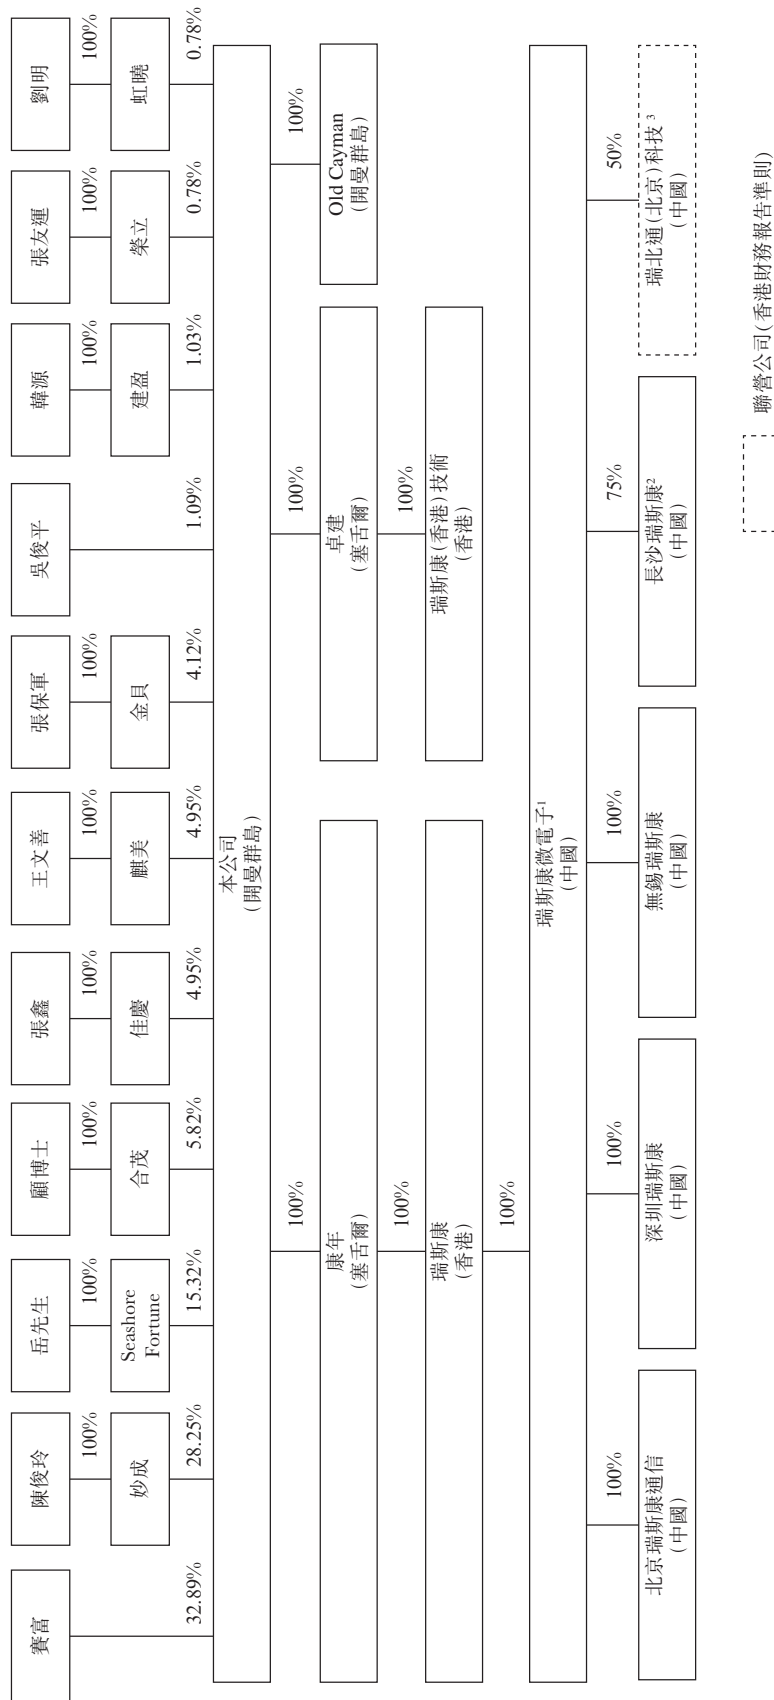 賽富
陳俊玲
岳先生
顧博士
張鑫
王文善
張保軍
吳俊平
韓源
張友運
劉明
100%
100%
100%
100%
100%
100%
100%
100%
100%
妙成
Seashore
Fortune
合茂
佳慶
麒美
金貝
建盈
榮立
虹曉
32.89%
28.25%
15.32%
5.82%
4.95%
4.95%
4.12%
1.09%
1.03%
0.78%
0.78%
本公司
(開曼群島)
100%
100%
100%
康年
(塞舌爾)
卓建
(塞舌爾)
Old Cayman
(開曼群島)
100%
100%
瑞斯康
(香港)
瑞斯康(香港)技術
(香港)
100%
瑞斯康微電子¹
(中國)
100%
100%
100%
75%
50%
北京瑞斯康通信
(中國)
深圳瑞斯康
(中國)
無錫瑞斯康
(中國)
長沙瑞斯康²
(中國)
瑞北通(北京)科技³
(中國)
聯營公司(香港財務報告準則)